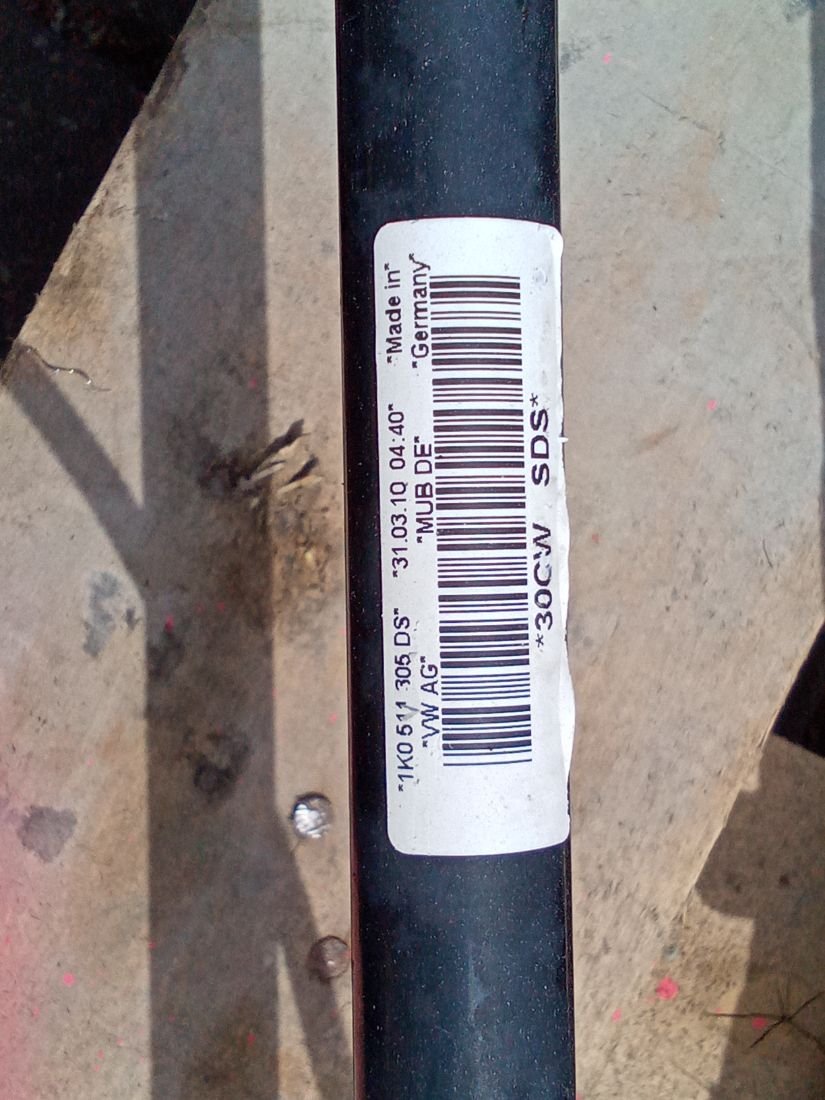 *1K0 511 305 DS* *31.03.10 04:40* *Made in*
*VW AG* *MUB DE* *Germany*
*30CW SDS*